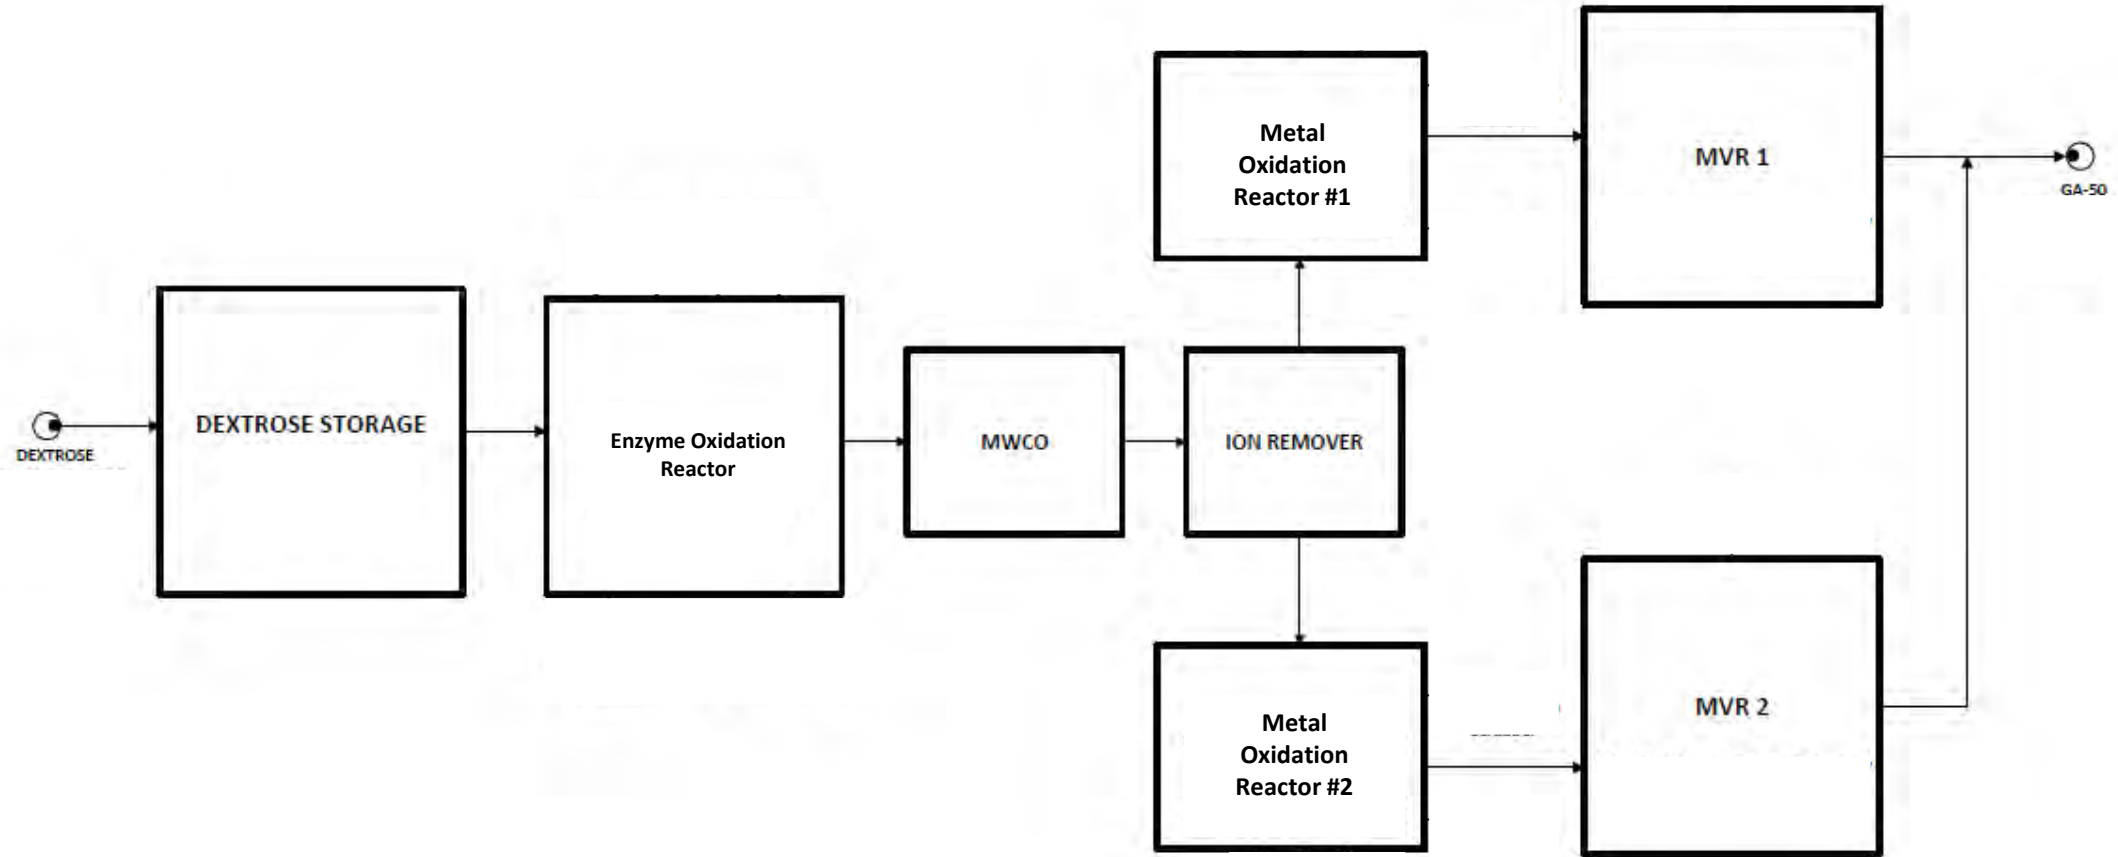 DEXTROSE
DEXTROSE STORAGE
Enzyme Oxidation
Reactor
MWCO
ION REMOVER
Metal
Oxidation
Reactor #1
MVR 1
Metal
Oxidation
Reactor #2
MVR 2
GA-50